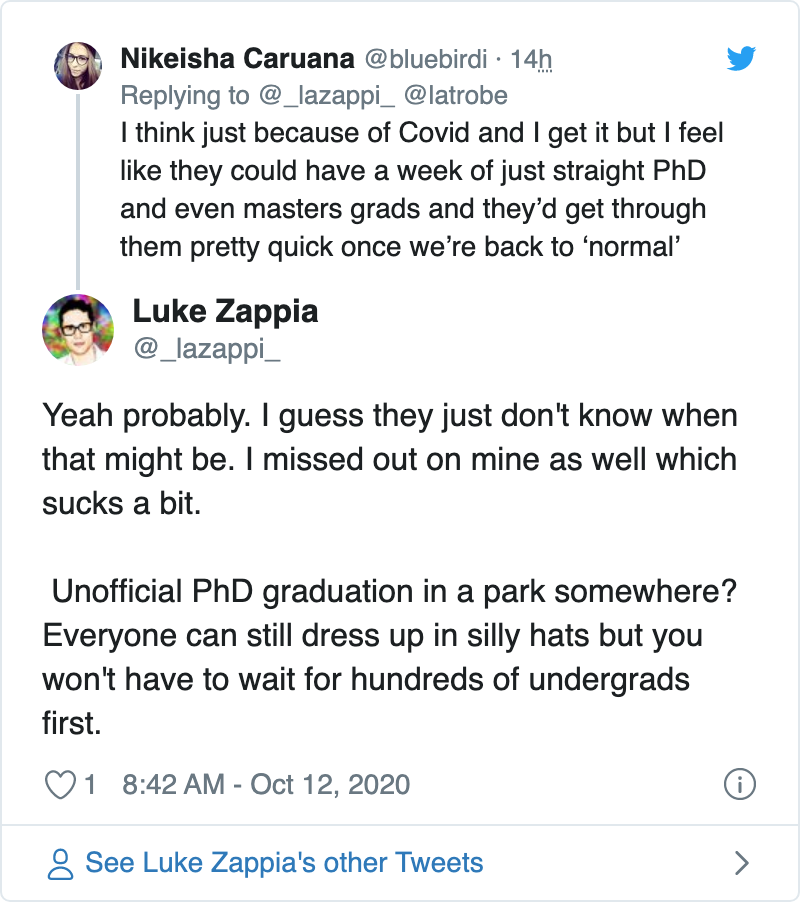 Nikeisha Caruana @bluebirdi · 14h
Replying to @_lazappi_ @latrobe
I think just because of Covid and I get it but I feel
like they could have a week of just straight PhD
and even masters grads and they’d get through
them pretty quick once we’re back to ‘normal’
Luke Zappia
@_lazappi_
Yeah probably. I guess they just don't know when
that might be. I missed out on mine as well which
sucks a bit.
Unofficial PhD graduation in a park somewhere?
Everyone can still dress up in silly hats but you
won't have to wait for hundreds of undergrads
first.
1 8:42 AM - Oct 12, 2020
See Luke Zappia's other Tweets